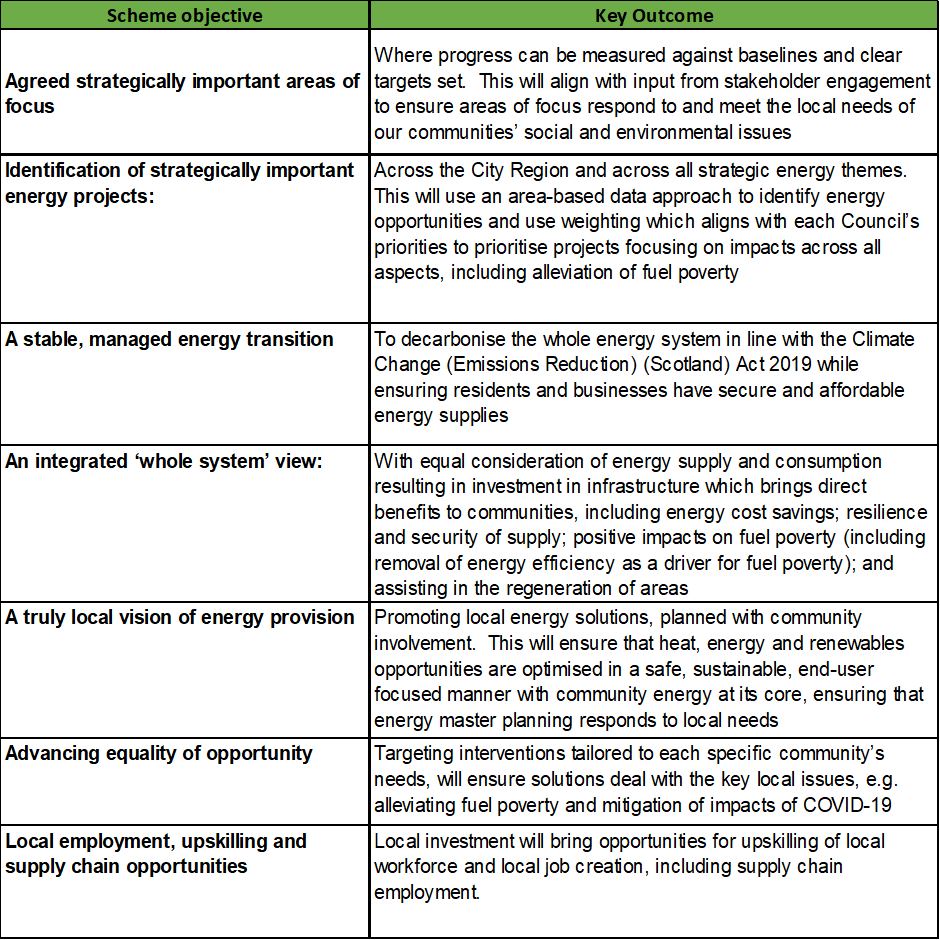 Scheme objective
Key Outcome
Agreed strategically important areas of
focus
Where progress can be measured against baselines and clear
targets set.  This will align with input from stakeholder engagement
to ensure areas of focus respond to and meet the local needs of
our communities’ social and environmental issues
Identification of strategically important
energy projects:
Across the City Region and across all strategic energy themes.
This will use an area-based data approach to identify energy
opportunities and use weighting which aligns with each Council’s
priorities to prioritise projects focusing on impacts across all
aspects, including alleviation of fuel poverty
A stable, managed energy transition
To decarbonise the whole energy system in line with the Climate
Change (Emissions Reduction) (Scotland) Act 2019 while
ensuring residents and businesses have secure and affordable
energy supplies
An integrated ‘whole system’ view:
With equal consideration of energy supply and consumption
resulting in investment in infrastructure which brings direct
benefits to communities, including energy cost savings; resilience
and security of supply; positive impacts on fuel poverty (including
removal of energy efficiency as a driver for fuel poverty); and
assisting in the regeneration of areas
A truly local vision of energy provision
Promoting local energy solutions, planned with community
involvement.  This will ensure that heat, energy and renewables
opportunities are optimised in a safe, sustainable, end-user
focused manner with community energy at its core, ensuring that
energy master planning responds to local needs
Advancing equality of opportunity
Targeting interventions tailored to each specific community’s
needs, will ensure solutions deal with the key local issues, e.g.
alleviating fuel poverty and mitigation of impacts of COVID-19
Local employment, upskilling and
supply chain opportunities
Local investment will bring opportunities for upskilling of local
workforce and local job creation, including supply chain
employment.